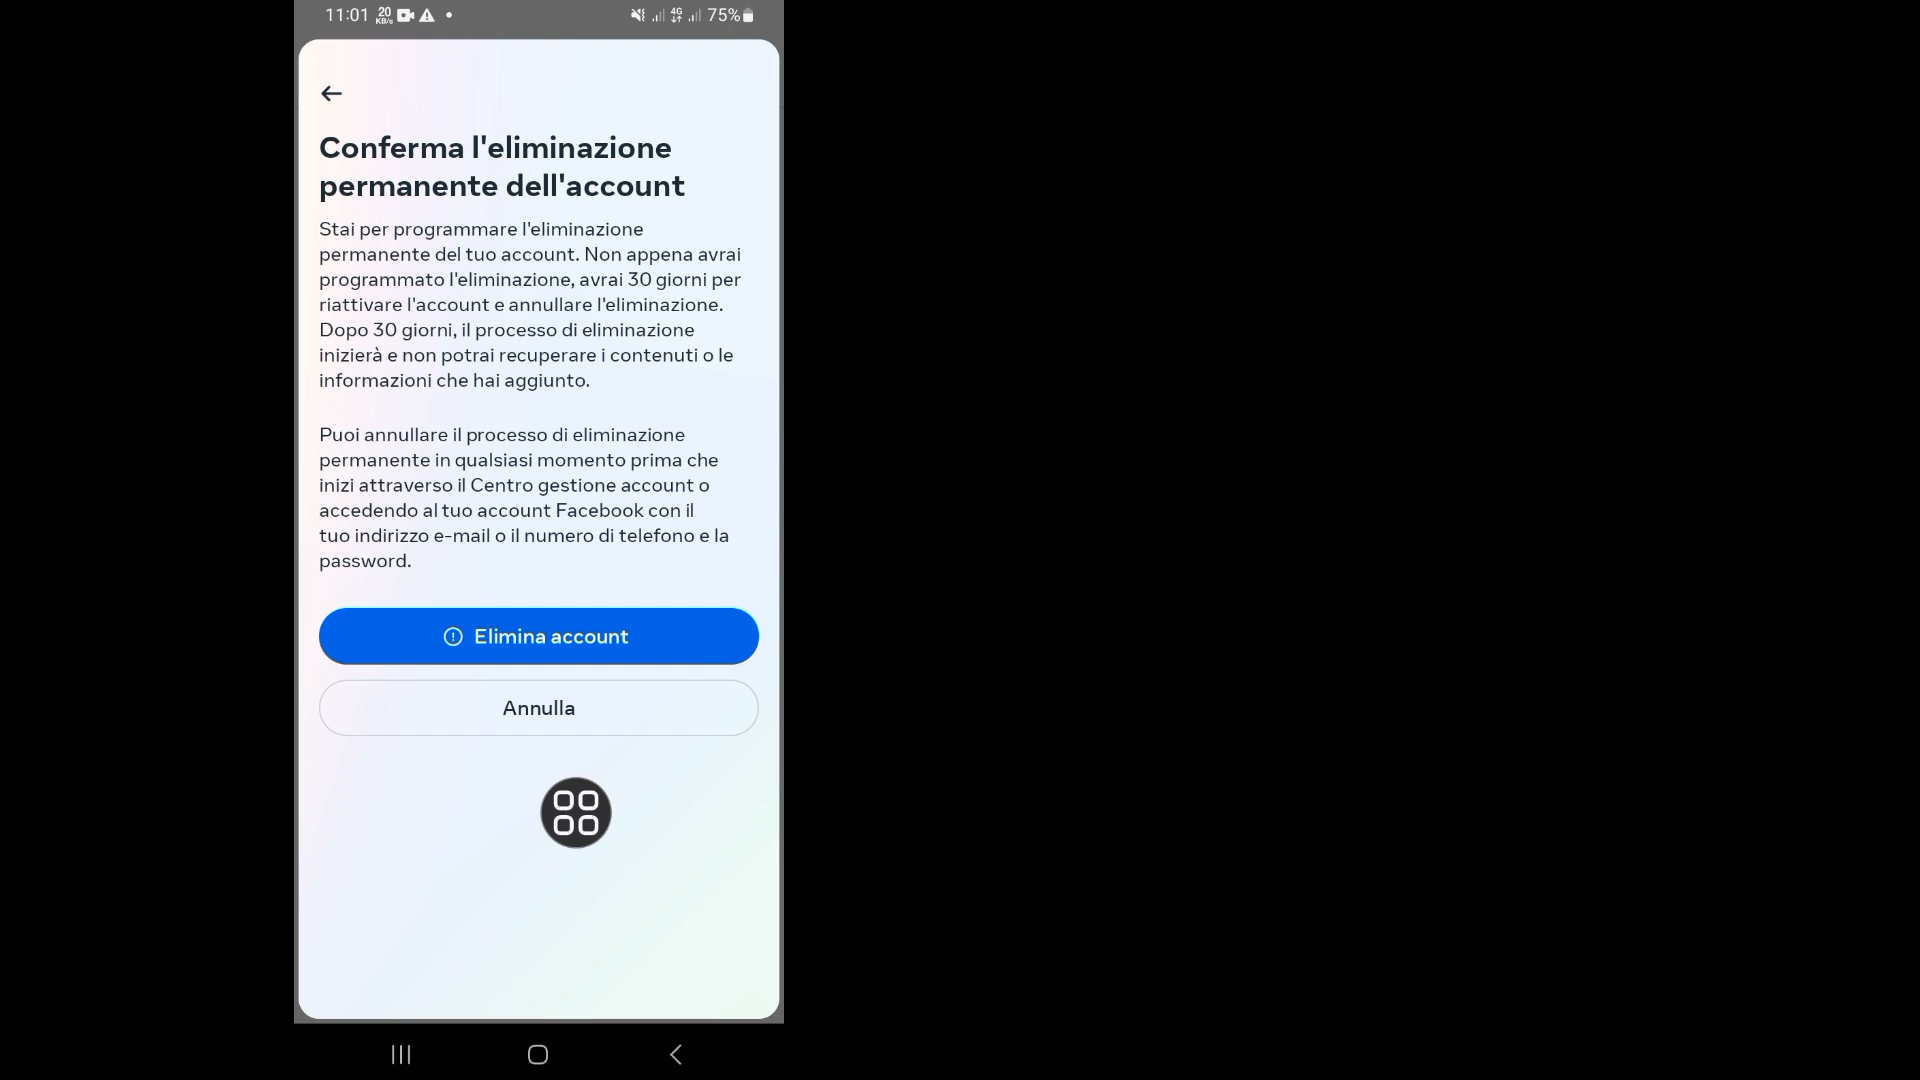 11:01 20 KB/s 4G 75%
Conferma l'eliminazione
permanente dell'account
Stai per programmare l'eliminazione
permanente del tuo account. Non appena avrai
programmato l'eliminazione, avrai 30 giorni per
riattivare l'account e annullare l'eliminazione.
Dopo 30 giorni, il processo di eliminazione
inizierà e non potrai recuperare i contenuti o le
informazioni che hai aggiunto.
Puoi annullare il processo di eliminazione
permanente in qualsiasi momento prima che
inizi attraverso il Centro gestione account o
accedendo al tuo account Facebook con il
tuo indirizzo e-mail o il numero di telefono e la
password.
Elimina account
Annulla